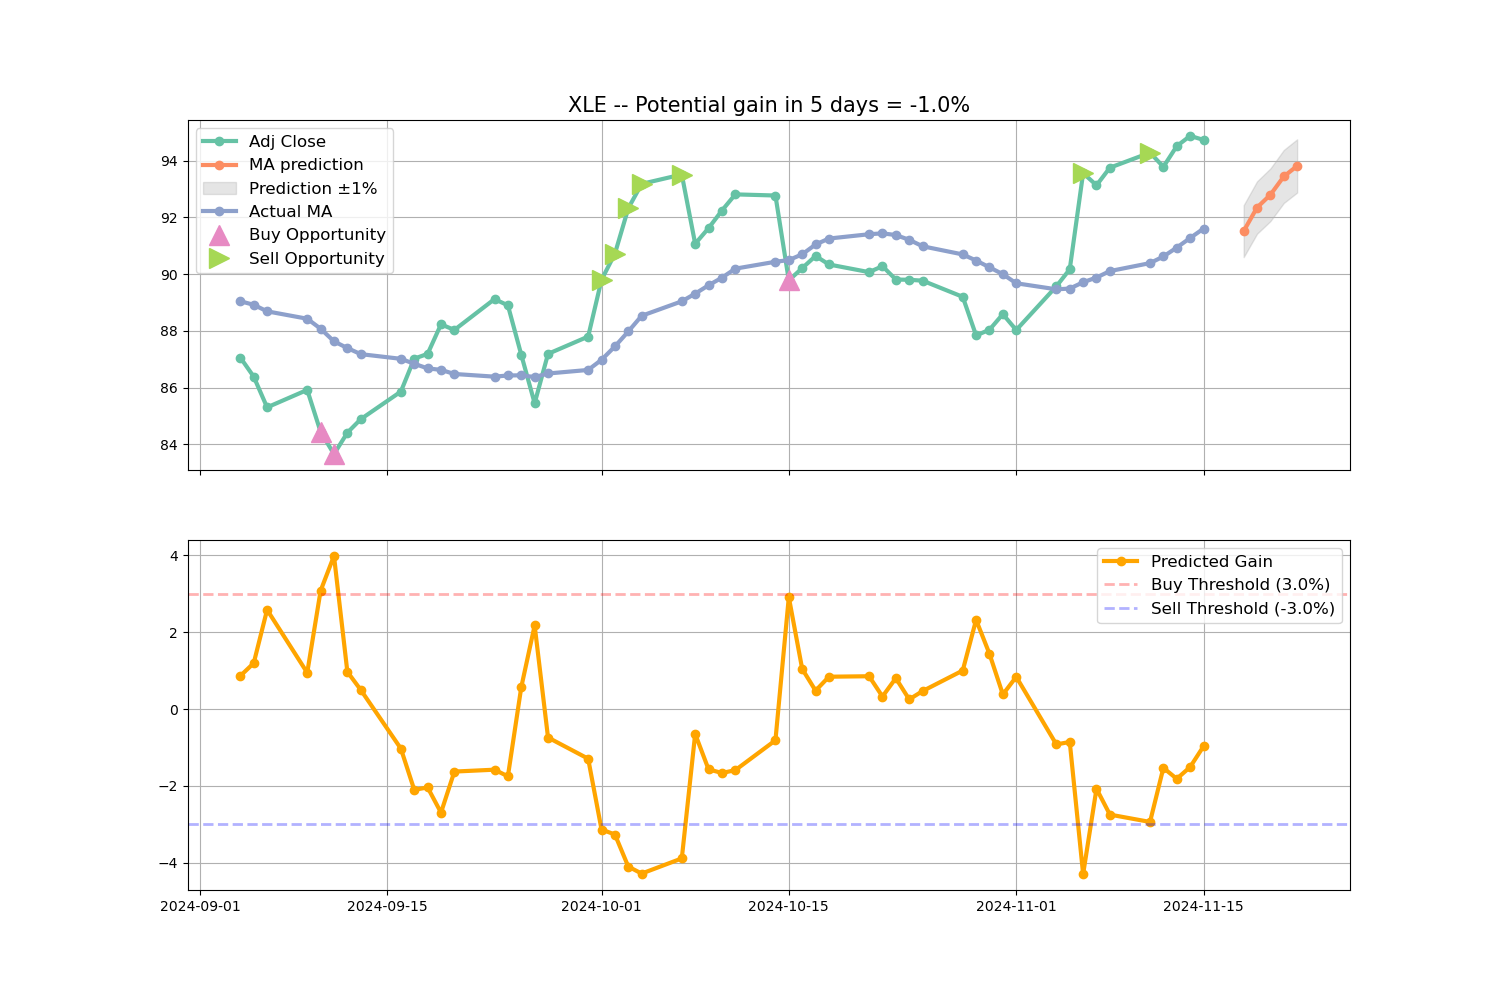 XLE -- Potential gain in 5 days = -1.0%
Adj Close
MA prediction
Prediction ±1%
Actual MA
Buy Opportunity
Sell Opportunity
94
92
90
88
86
84
Predicted Gain
Buy Threshold (3.0%)
Sell Threshold (-3.0%)
4
2
0
−2
−4
2024-09-01
2024-09-15
2024-10-01
2024-10-15
2024-11-01
2024-11-15